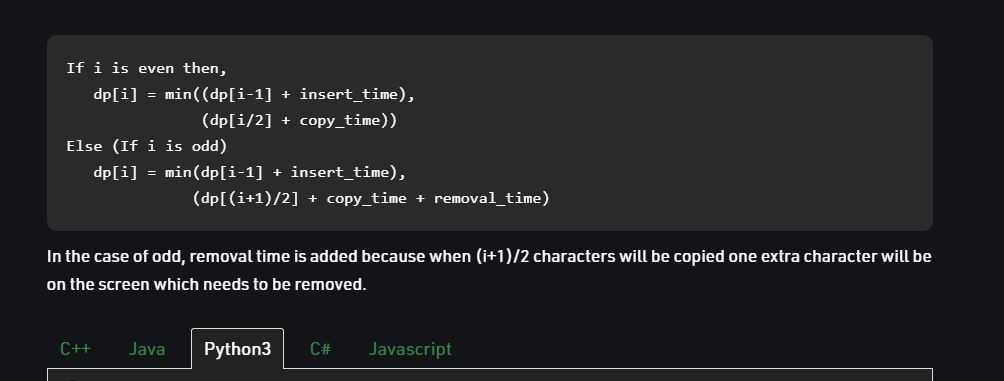 If i is even then,
   dp[i] = min((dp[i-1] + insert_time),
               (dp[i/2] + copy_time))
Else (If i is odd)
   dp[i] = min(dp[i-1] + insert_time),
              (dp[(i+1)/2] + copy_time + removal_time)
In the case of odd, removal time is added because when (i+1)/2 characters will be copied one extra character will be
on the screen which needs to be removed.
C++ Java Python3 C# Javascript